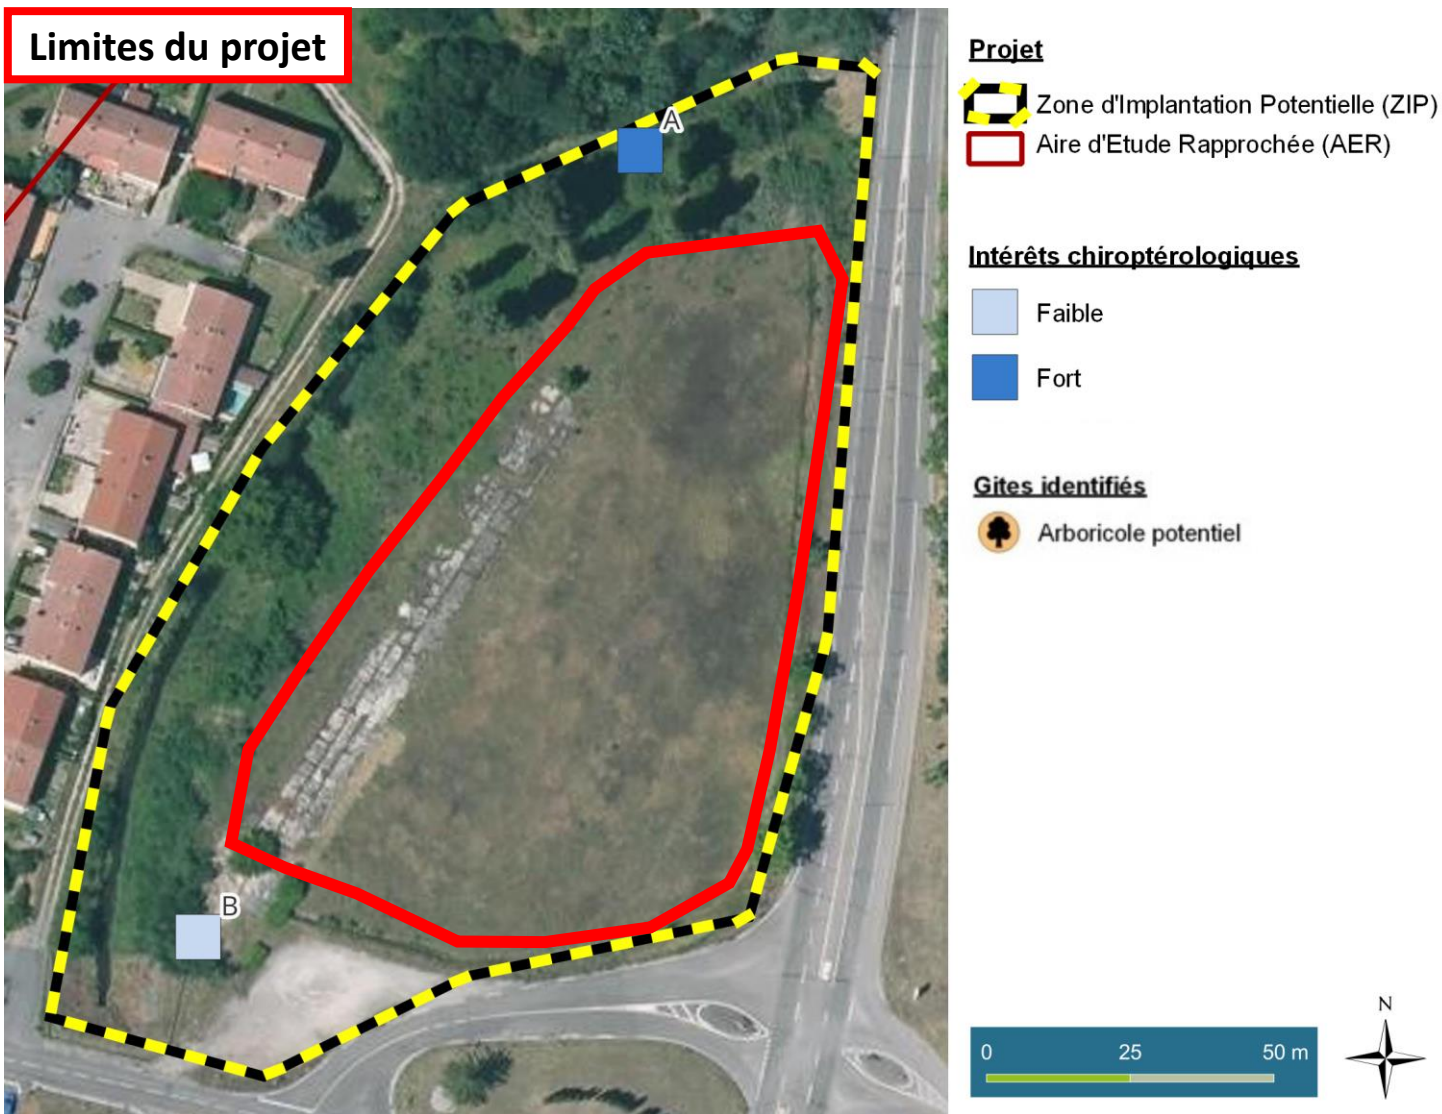 Limites du projet
A
B
Projet
Zone d'Implantation Potentielle (ZIP)
Aire d'Etude Rapprochée (AER)
Intérêts chiroptérologiques
Faible
Fort
Gites identifiés
Arboricole potentiel
0 25 50 m
N